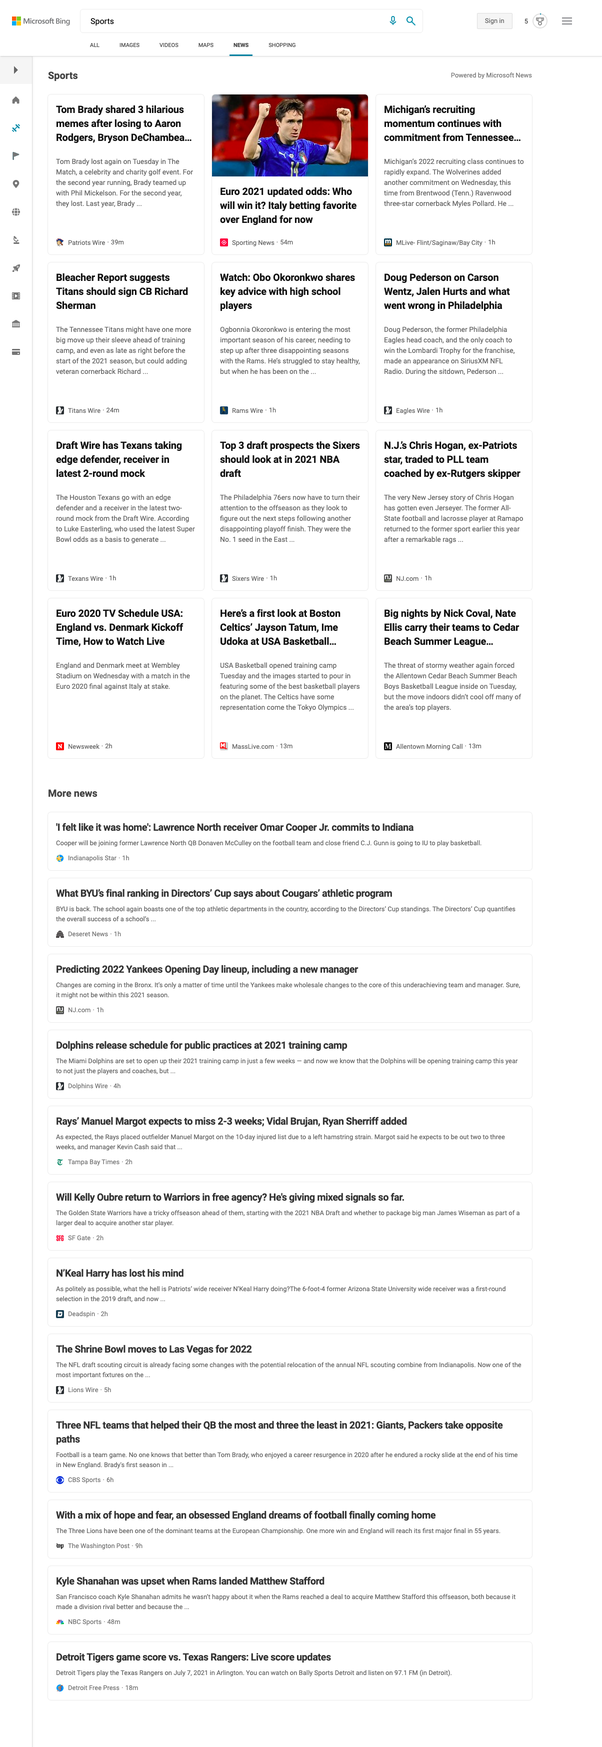 Microsoft Bing
Sports
Sign in
5
ALL
IMAGES
VIDEOS
MAPS
NEWS
SHOPPING
Sports
Powered by Microsoft News
Tom Brady shared 3 hilarious
memes after losing to Aaron
Rodgers, Bryson DeChambea...
Tom Brady lost again on Tuesday in The
Match, a celebrity and charity golf event. For
the second year running, Brady teamed up
with Phil Mickelson. For the second year,
they lost. Last year, Brady ...
Patriots Wire · 39m
Euro 2021 updated odds: Who
will win it? Italy betting favorite
over England for now
Sporting News · 54m
Michigan's recruiting
momentum continues with
commitment from Tennessee...
Michigan's 2022 recruiting class continues to
rapidly expand. The Wolverines added
another commitment on Wednesday, this
time from Brentwood (Tenn.) Ravenwood
three-star cornerback Myles Pollard. He ...
MLive- Flint/Saginaw/Bay City · 1h
Bleacher Report suggests
Titans should sign CB Richard
Sherman
The Tennessee Titans might have one more
big move up their sleeve ahead of training
camp, and even as late as right before the
start of the 2021 season, but could adding
veteran cornerback Richard ...
Titans Wire · 24m
Watch: Obo Okoronkwo shares
key advice with high school
players
Ogbonnia Okoronkwo is entering the most
important season of his career, needing to
step up after three disappointing seasons
with the Rams. He's struggled to stay healthy,
but when he has been on the ...
Rams Wire · 1h
Doug Pederson on Carson
Wentz, Jalen Hurts and what
went wrong in Philadelphia
Doug Pederson, the former Philadelphia
Eagles head coach, and the only coach to
win the Lombardi Trophy for the franchise,
made an appearance on SiriusXM NFL
Radio. During the sitdown, Pederson ...
Eagles Wire · 1h
Draft Wire has Texans taking
edge defender, receiver in
latest 2-round mock
The Houston Texans go with an edge
defender and a receiver in the latest two-
round mock from the Draft Wire. According
to Luke Easterling, who used the latest Super
Bowl odds as a basis to generate ...
Texans Wire · 1h
Top 3 draft prospects the Sixers
should look at in 2021 NBA
draft
The Philadelphia 76ers now have to turn their
attention to the offseason as they look to
figure out the next steps following another
disappointing playoff finish. They were the
No. 1 seed in the East ...
Sixers Wire · 1h
N.J.'s Chris Hogan, ex-Patriots
star, traded to PLL team
coached by ex-Rutgers skipper
The very New Jersey story of Chris Hogan
has gotten even Jerseyer. The former All-
State football and lacrosse player at Ramapo
returned to the former sport earlier this year
after a remarkable rags ...
NJ.com · 1h
Euro 2020 TV Schedule USA:
England vs. Denmark Kickoff
Time, How to Watch Live
England and Denmark meet at Wembley
Stadium on Wednesday with a match in the
Euro 2020 final against Italy at stake.
Newsweek · 2h
Here's a first look at Boston
Celtics' Jayson Tatum, Ime
Udoka at USA Basketball...
USA Basketball opened training camp
Tuesday and the images started to pour in
featuring some of the best basketball players
on the planet. The Celtics have some
representation come the Tokyo Olympics ...
MassLive.com · 13m
Big nights by Nick Coval, Nate
Ellis carry their teams to Cedar
Beach Summer League...
The threat of stormy weather again forced
the Allentown Cedar Beach Summer Beach
Boys Basketball League inside on Tuesday,
but the move indoors didn't cool off many of
the area's top players.
Allentown Morning Call · 13m
More news
'I felt like it was home': Lawrence North receiver Omar Cooper Jr. commits to Indiana
Cooper will be joining former Lawrence North QB Donaven McCulley on the football team and close friend C.J. Gunn is going to IU to play basketball.
Indianapolis Star · 1h
What BYU's final ranking in Directors' Cup says about Cougars' athletic program
BYU is back. The school again boasts one of the top athletic departments in the country, according to the Directors' Cup standings. The Directors' Cup quantifies
the overall success of a school's ...
Deseret News · 1h
Predicting 2022 Yankees Opening Day lineup, including a new manager
Changes are coming in the Bronx. It's only a matter of time until the Yankees make wholesale changes to the core of this underachieving team and manager. Sure,
it might not be within this 2021 season.
NJ.com · 1h
Dolphins release schedule for public practices at 2021 training camp
The Miami Dolphins are set to open up their 2021 training camp in just a few weeks — and now we know that the Dolphins will be opening training camp this year
to not just the players and coaches, but ...
Dolphins Wire · 4h
Rays' Manuel Margot expects to miss 2-3 weeks; Vidal Brujan, Ryan Sherriff added
As expected, the Rays placed outfielder Manuel Margot on the 10-day injured list due to a left hamstring strain. Margot said he expects to be out two to three
weeks, and manager Kevin Cash said that ...
Tampa Bay Times · 2h
Will Kelly Oubre return to Warriors in free agency? He's giving mixed signals so far.
The Golden State Warriors have a tricky offseason ahead of them, starting with the 2021 NBA Draft and whether to package big man James Wiseman as part of a
larger deal to acquire another star player.
SF Gate · 2h
N'Keal Harry has lost his mind
As politely as possible, what the hell is Patriots' wide receiver N'Keal Harry doing?The 6-foot-4 former Arizona State University wide receiver was a first-round
selection in the 2019 draft, and now ...
Deadspin · 2h
The Shrine Bowl moves to Las Vegas for 2022
The NFL draft scouting circuit is already facing some changes with the potential relocation of the annual NFL scouting combine from Indianapolis. Now one of the
most important fixtures on the ...
Lions Wire · 5h
Three NFL teams that helped their QB the most and three the least in 2021: Giants, Packers take opposite
paths
Football is a team game. No one knows that better than Tom Brady, who enjoyed a career resurgence in 2020 after he endured a rocky slide at the end of his time
in New England. Brady's first season in ...
CBS Sports · 6h
With a mix of hope and fear, an obsessed England dreams of football finally coming home
The Three Lions have been one of the dominant teams at the European Championship. One more win and England will reach its first major final in 55 years.
The Washington Post · 9h
Kyle Shanahan was upset when Rams landed Matthew Stafford
San Francisco coach Kyle Shanahan admits he wasn't happy about it when the Rams reached a deal to acquire Matthew Stafford this offseason, both because it
made a division rival better and because the ...
NBC Sports · 48m
Detroit Tigers game score vs. Texas Rangers: Live score updates
Detroit Tigers play the Texas Rangers on July 7, 2021 in Arlington. You can watch on Bally Sports Detroit and listen on 97.1 FM (in Detroit).
Detroit Free Press · 18m